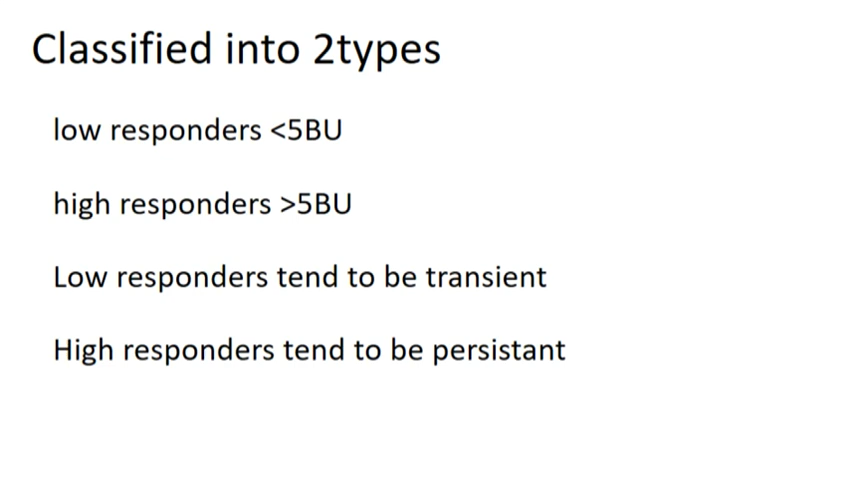 Classified into 2types
low responders <5BU
high responders >5BU
Low responders tend to be transient
High responders tend to be persistant